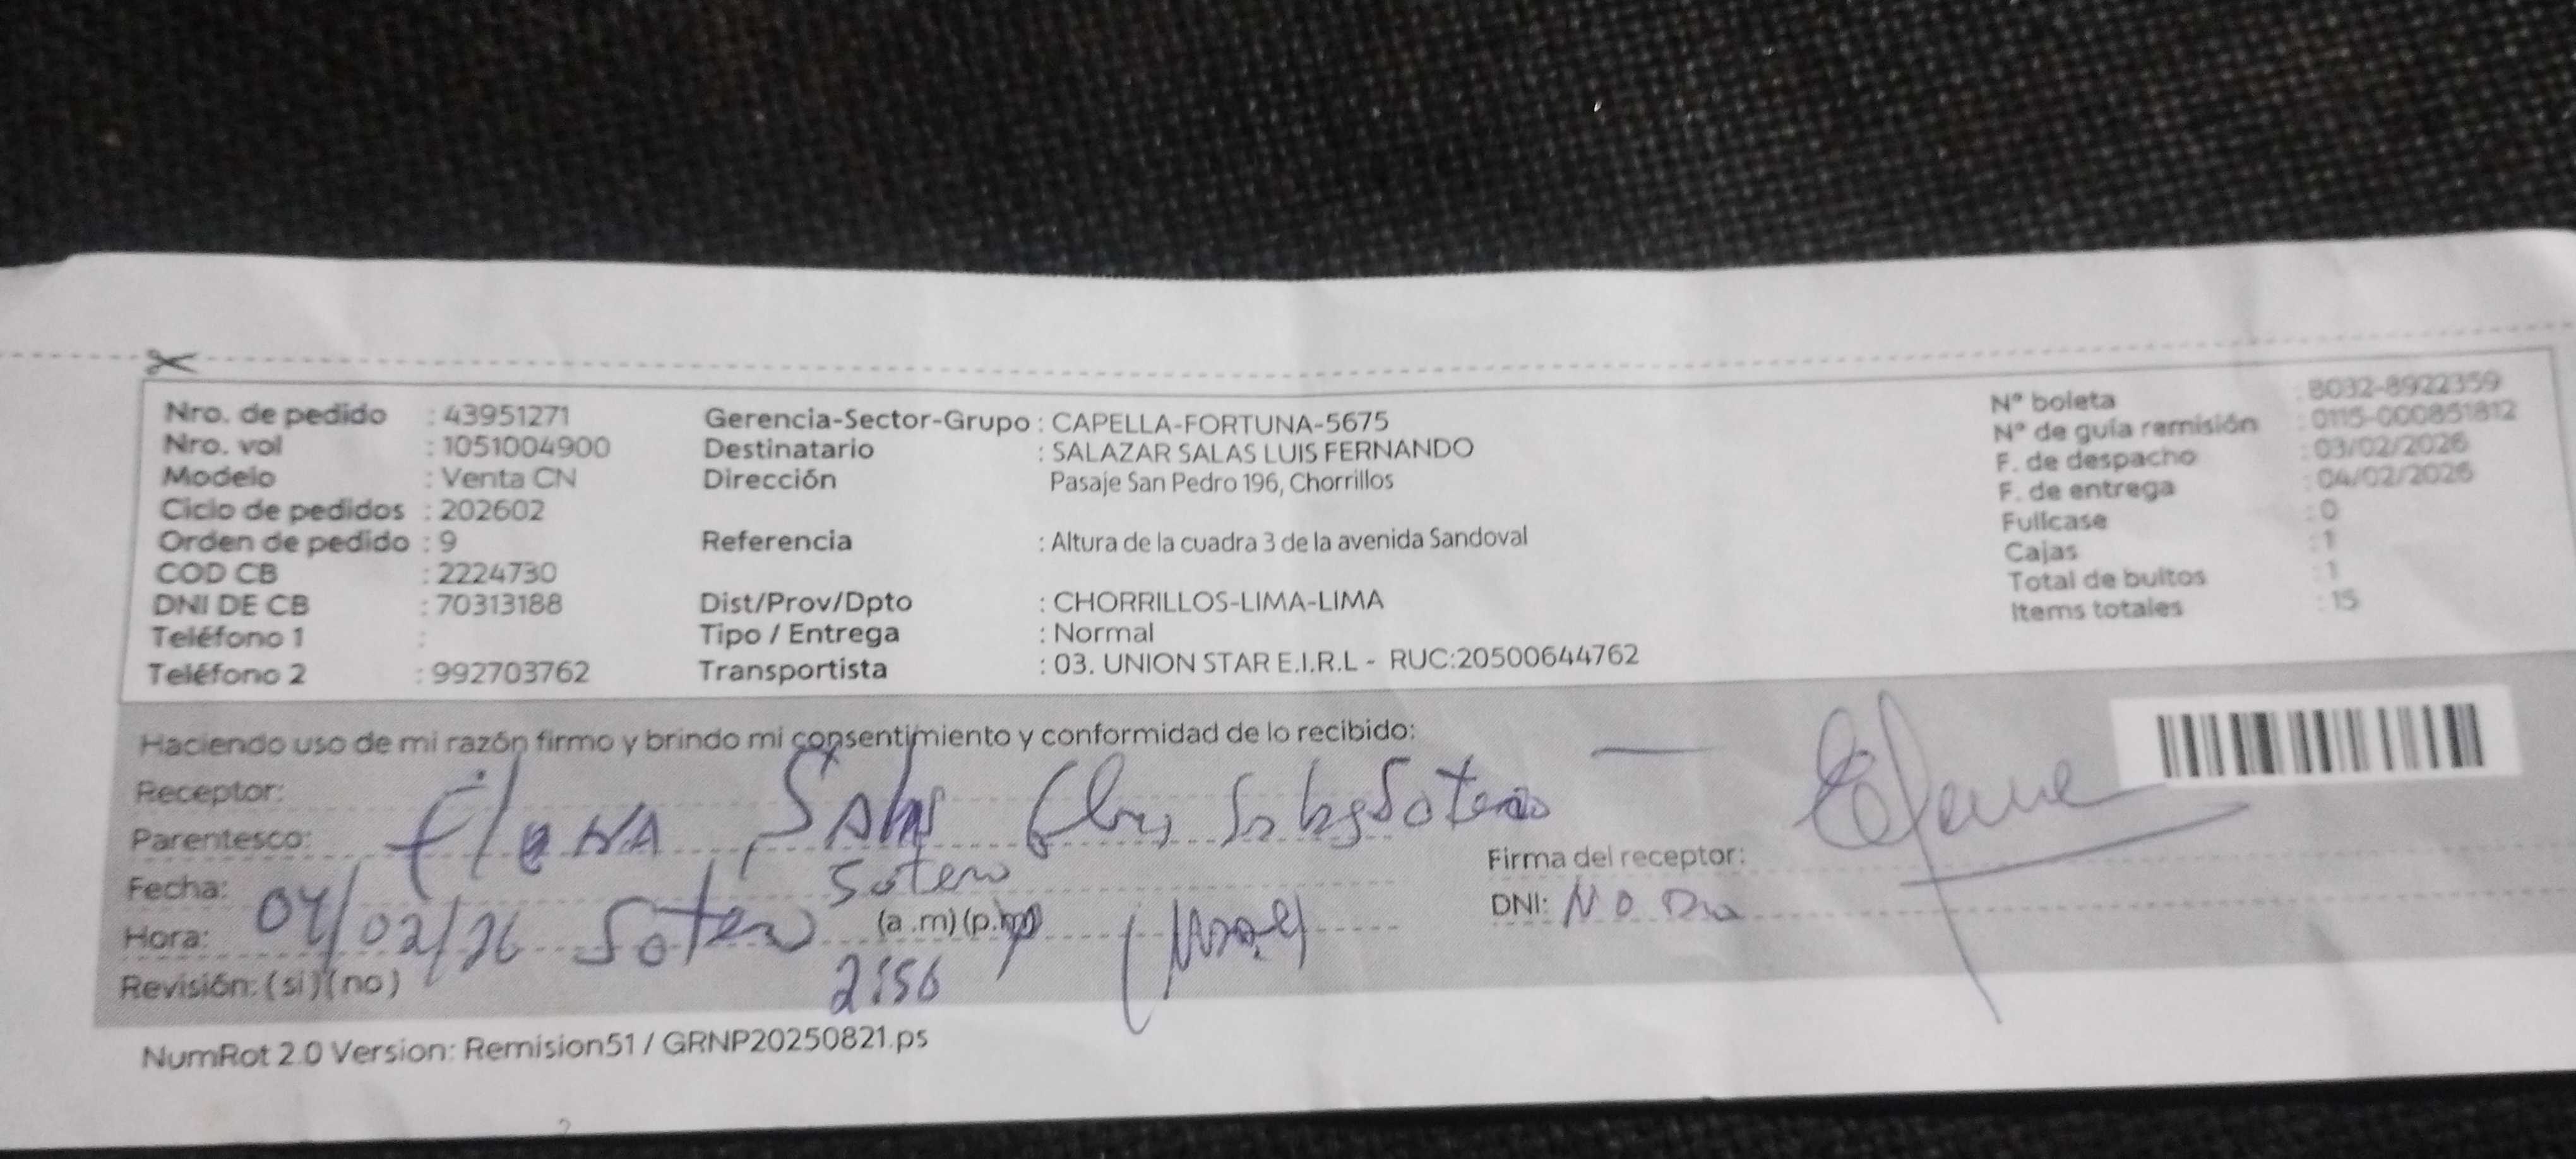 Nro. de pedido : 43951271
Nro. vol : 1051004900
Modelo : Venta CN
Ciclo de pedidos : 202602
Orden de pedido : 9
COD CB : 2224730
DNI DE CB : 70313188
Teléfono 1 :
Teléfono 2 : 992703762
Gerencia-Sector-Grupo : CAPELLA-FORTUNA-5675
Destinatario : SALAZAR SALAS LUIS FERNANDO
Dirección Pasaje San Pedro 196, Chorrillos
Referencia : Altura de la cuadra 3 de la avenida Sandoval
Dist/Prov/Dpto : CHORRILLOS-LIMA-LIMA
Tipo / Entrega : Normal
Transportista : 03. UNION STAR E.I.R.L - RUC:20500644762
N° boleta : B032-8922359
N° de guía remisión : 0115-000851812
F. de despacho : 03/02/2026
F. de entrega : 04/02/2026
Fullcase : 0
Cajas : 1
Total de bultos : 1
Items totales : 15
Haciendo uso de mi razón firmo y brindo mi consentimiento y conformidad de lo recibido:
Receptor:
Parentesco: Elena Salas
Sotero
Fecha: 04/02/26 Sotero
Hora: (a.m)(p.m)
2:56
Revisión: (si)(no)
Firma del receptor:
DNI: NO Dio
NumRot 2.0 Version: Remision51 / GRNP20250821.ps